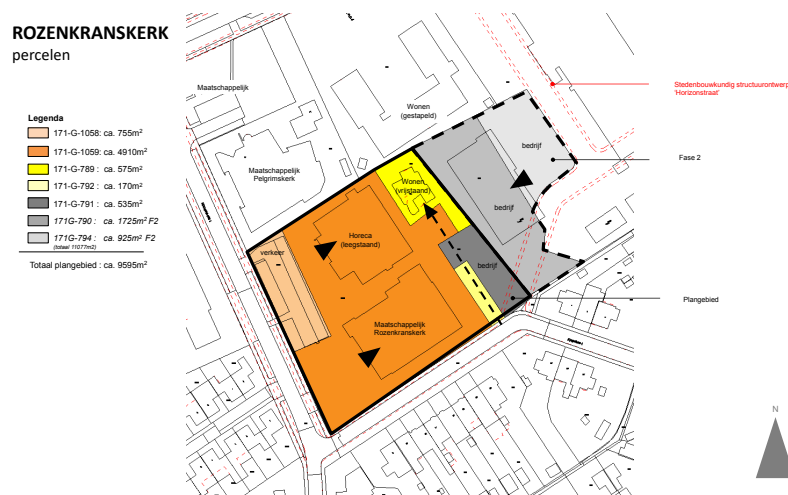 ROZENKRANSKERK
percelen
Legenda
171-G-1058: ca. 755m²
171-G-1059: ca. 4910m²
171-G-789 : ca. 575m²
171-G-792 : ca. 170m²
171-G-791 : ca. 535m²
171G-790 : ca. 1725m² F2
171G-794 : ca. 925m² F2
(totaal 11077m2)
Totaal plangebied : ca. 9595m²
Maatschappelijk
Wonen
(gestapeld)
Maatschappelijk
Pelgrimskerk
Wonen
(vrijstaand)
bedrijf
bedrijf
Horeca
(leegstaand)
verkeer
bedrijf
Maatschappelijk
Rozenkranskerk
Stedenbouwkundig structuurontwerp
'Horizonstraat'
Fase 2
Plangebied
N